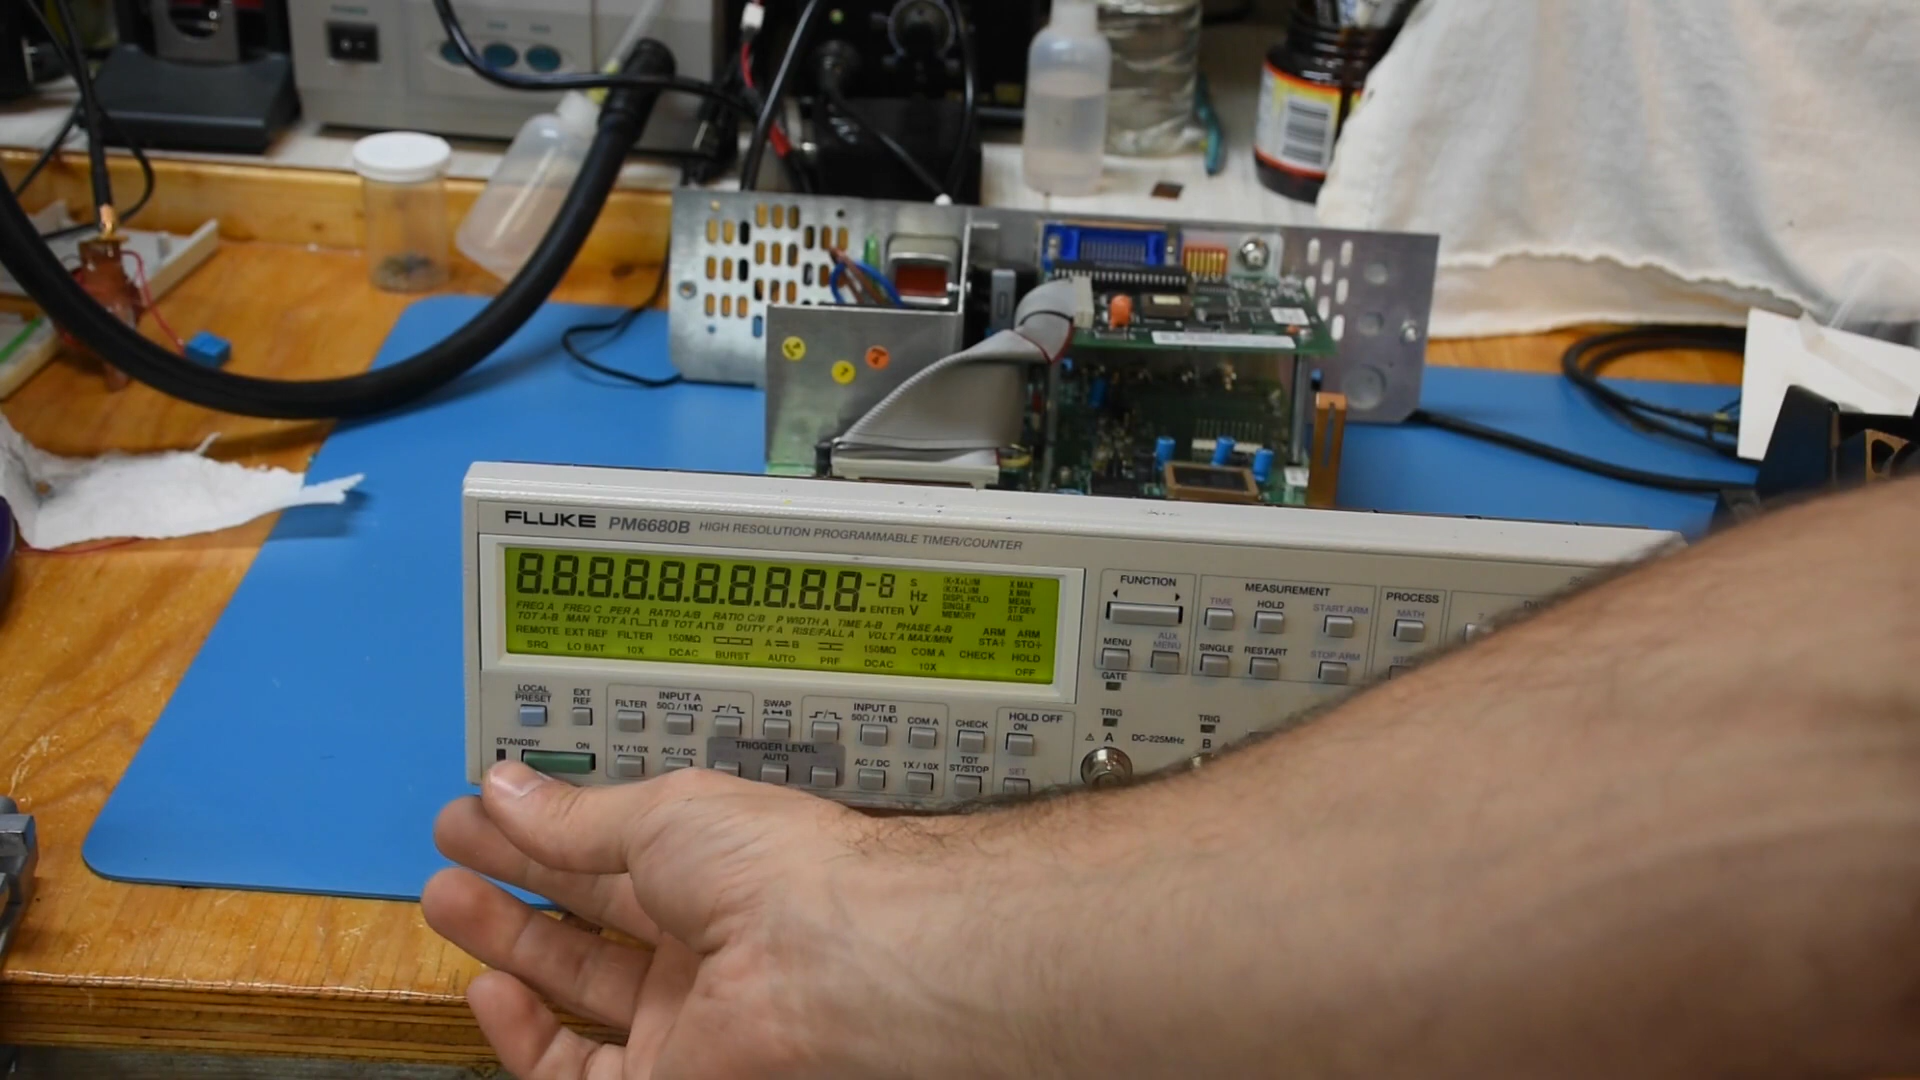 FLUKE PM6680B HIGH RESOLUTION PROGRAMMABLE TIMER/COUNTER
8.8.8.8.8.8.8.8.8.8.-8
S
Hz
V
ENTER
(K*X+L)/M
(K/X+L)/M
DISPL HOLD
SINGLE
MEMORY
X MAX
X MIN
MEAN
ST DEV
AUX
FREQ A FREQ C PER A RATIO A/B RATIO C/B P WIDTH A TIME A-B PHASE A-B
TOT A-B MAN TOT A B TOT A B DUTY F A RISE/FALL A VOLT A MAX/MIN
REMOTE EXT REF FILTER 150MΩ A B 150MΩ COM A CHECK
ARM STA ARM STO HOLD
SRQ LO BAT 10X DCAC BURST AUTO PRF DCAC 10X OFF
FUNCTION
MENU
AUX MENU
GATE
MEASUREMENT
TIME HOLD START ARM
SINGLE RESTART STOP ARM
PROCESS
MATH
LOCAL
PRESET
EXT
REF
STANDBY ON
FILTER
INPUT A
50Ω / 1MΩ
SWAP
A B
INPUT B
50Ω / 1MΩ
COM A
CHECK
HOLD OFF
ON
1X / 10X AC / DC
TRIGGER LEVEL
AUTO
AC / DC 1X / 10X
TOT
ST/STOP
SET
TRIG
A DC-225MHz
TRIG
B